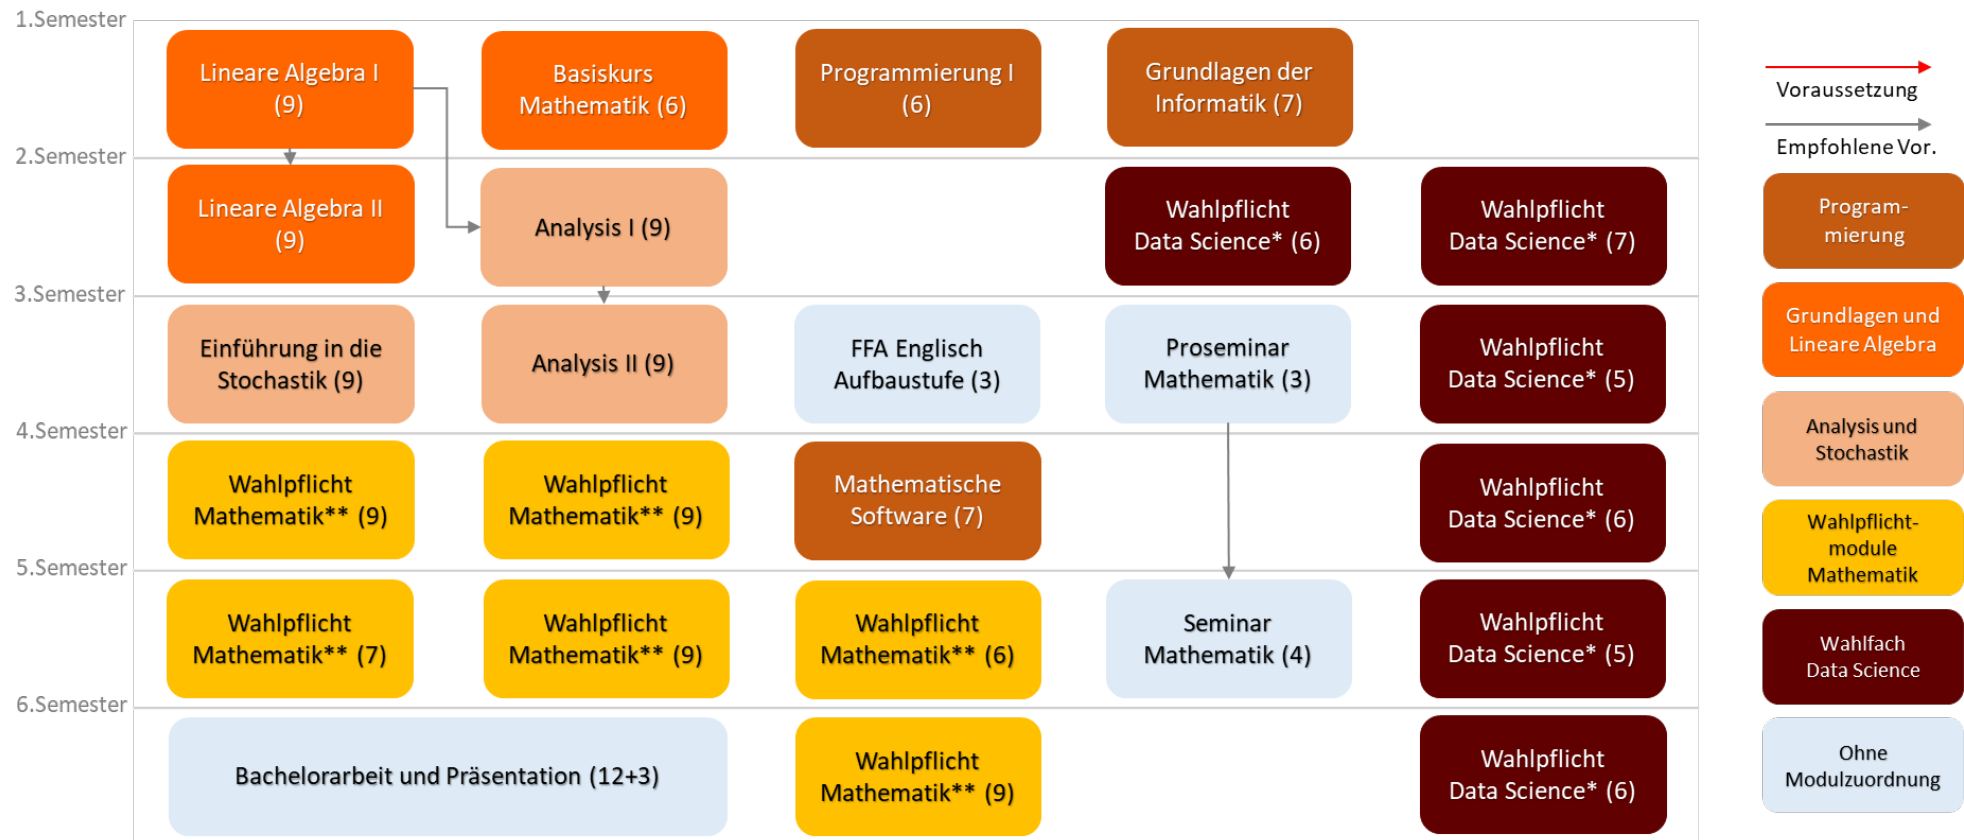 1.Semester
Lineare Algebra I
(9)
Basiskurs
Mathematik (6)
Programmierung I
(6)
Grundlagen der
Informatik (7)
2.Semester
Lineare Algebra II
(9)
Analysis I (9)
Wahlpflicht
Data Science* (6)
Wahlpflicht
Data Science* (7)
3.Semester
Einführung in die
Stochastik (9)
Analysis II (9)
FFA Englisch
Aufbaustufe (3)
Proseminar
Mathematik (3)
Wahlpflicht
Data Science* (5)
4.Semester
Wahlpflicht
Mathematik** (9)
Wahlpflicht
Mathematik** (9)
Mathematische
Software (7)
Wahlpflicht
Data Science* (6)
5.Semester
Wahlpflicht
Mathematik** (7)
Wahlpflicht
Mathematik** (9)
Wahlpflicht
Mathematik** (6)
Seminar
Mathematik (4)
Wahlpflicht
Data Science* (5)
6.Semester
Bachelorarbeit und Präsentation (12+3)
Wahlpflicht
Mathematik** (9)
Wahlpflicht
Data Science* (6)
Voraussetzung
Empfohlene Vor.
Program-
mierung
Grundlagen und
Lineare Algebra
Analysis und
Stochastik
Wahlpflicht-
module
Mathematik
Wahlfach
Data Science
Ohne
Modulzuordnung